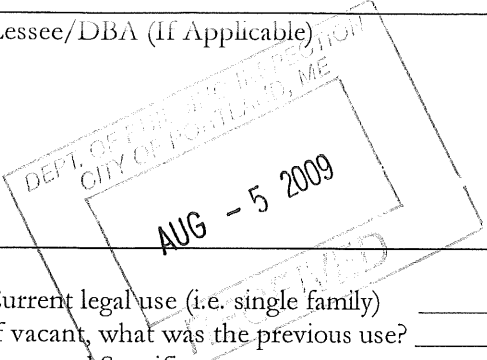 Lessee/DBA (If Applicable)
DEPT. OF BUILDING INSPECTION
CITY OF PORTLAND, ME
AUG - 5 2009
RECEIVED
Current legal use (i.e. single family)
If vacant, what was the previous use?